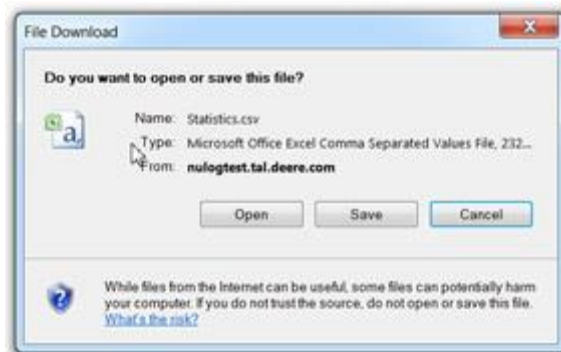 File Download
Do you want to open or save this file?
Name: Statistics.csv
Type: Microsoft Office Excel Comma Separated Values File, 232...
From: nulogtest.tal.deere.com
Open Save Cancel
While files from the Internet can be useful, some files can potentially harm
your computer. If you do not trust the source, do not open or save this file.
What's the risk?